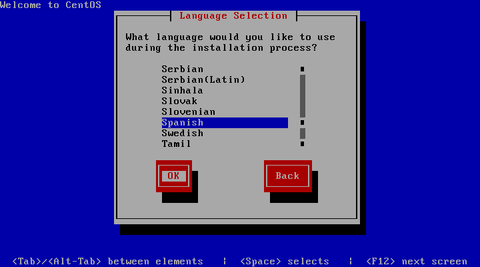 Welcome to CentOS
Language Selection
What language would you like to use
during the installation process?
Serbian
Serbian(Latin)
Sinhala
Slovak
Slovenian
Spanish
Swedish
Tamil
OK
Back
<Tab>/<Alt-Tab> between elements | <Space> selects | <F12> next screen